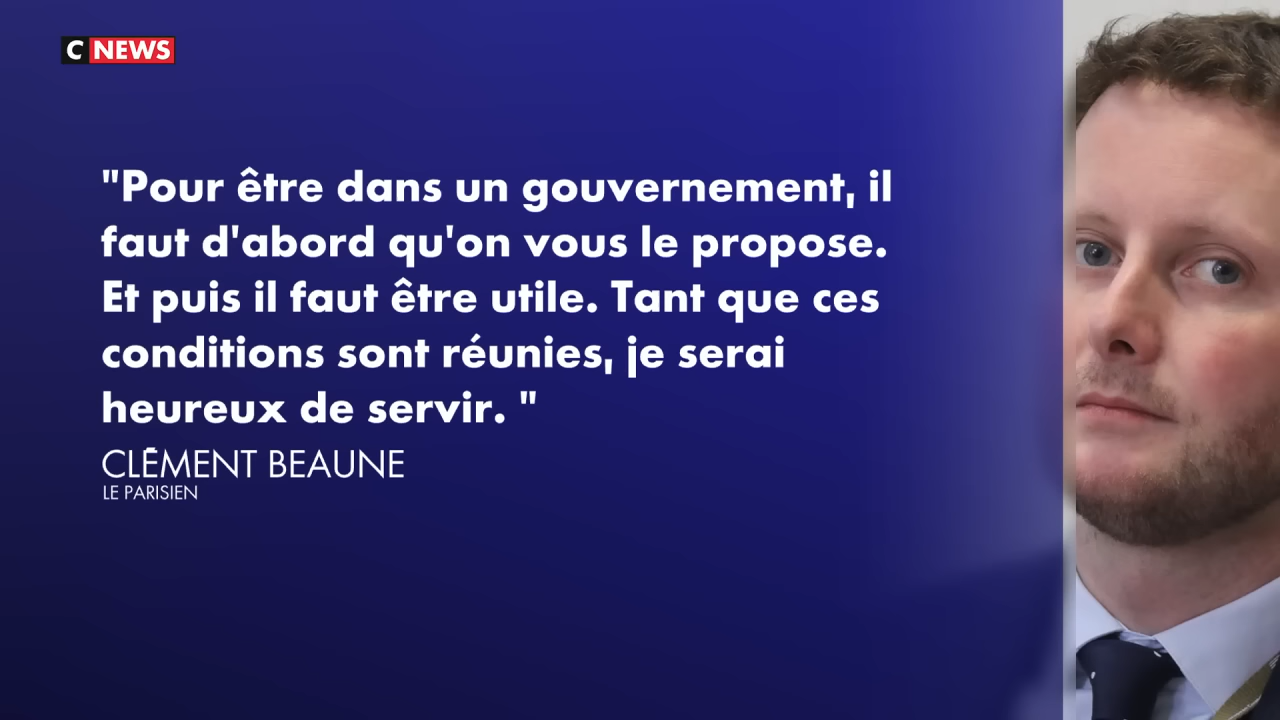 C NEWS
"Pour être dans un gouvernement, il
faut d'abord qu'on vous le propose.
Et puis il faut être utile. Tant que ces
conditions sont réunies, je serai
heureux de servir. "
CLÉMENT BEAUNE
LE PARISIEN